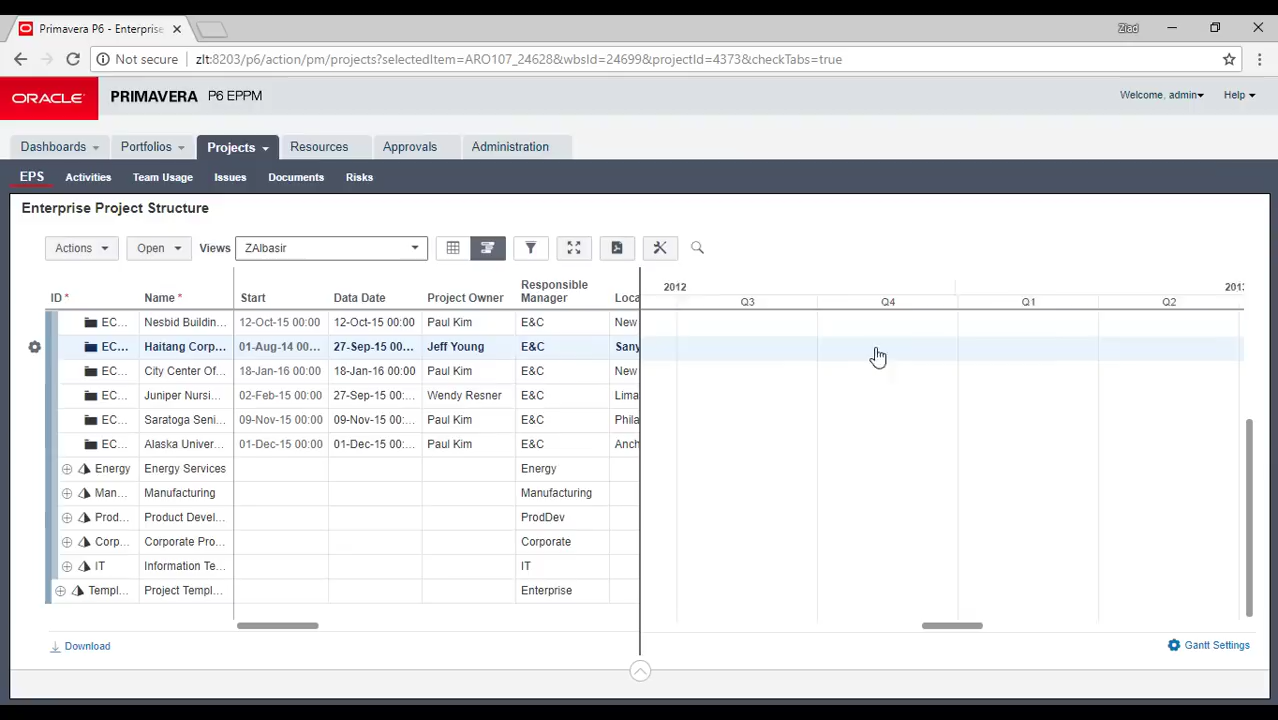 Primavera P6 - Enterprise
Ziad
Not secure zlt:8203/p6/action/pm/projects?selectedItem=ARO107_24628&wbsId=24699&projectId=4373&checkTabs=true
ORACLE PRIMAVERA P6 EPPM Welcome, admin Help
Dashboards Portfolios Projects Resources Approvals Administration
EPS Activities Team Usage Issues Documents Risks
Enterprise Project Structure
Actions Open Views ZAlbasir
ID * Name * Start Data Date Project Owner Responsible Manager Loca 2012 201
Q3 Q4 Q1 Q2
EC... Nesbid Buildin... 12-Oct-15 00:00 12-Oct-15 00:00 Paul Kim E&C New
EC... Haitang Corp... 01-Aug-14 00... 27-Sep-15 00... Jeff Young E&C Sany
EC... City Center Of... 18-Jan-16 00:00 18-Jan-16 00:00 Paul Kim E&C New
EC... Juniper Nursi... 02-Feb-15 00:00 27-Sep-15 00:... Wendy Resner E&C Lima
EC... Saratoga Seni... 09-Nov-15 00:00 09-Nov-15 00:... Paul Kim E&C Phila
EC... Alaska Univer... 01-Dec-15 00:00 01-Dec-15 00:... Paul Kim E&C Anch
Energy Energy Services Energy
Man... Manufacturing Manufacturing
Prod... Product Devel... ProdDev
Corp... Corporate Pro... Corporate
IT Information Te... IT
Templ... Project Templ... Enterprise
Download Gantt Settings